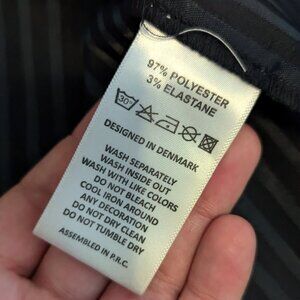 97% POLYESTER
3% ELASTANE
30°
DESIGNED IN DENMARK
WASH SEPARATELY
WASH INSIDE OUT
WASH WITH LIKE COLORS
DO NOT BLEACH
COOL IRON AROUND
ANY DECORATION
DO NOT DRY CLEAN
DO NOT TUMBLE DRY
ASSEMBLED IN P.R.C.